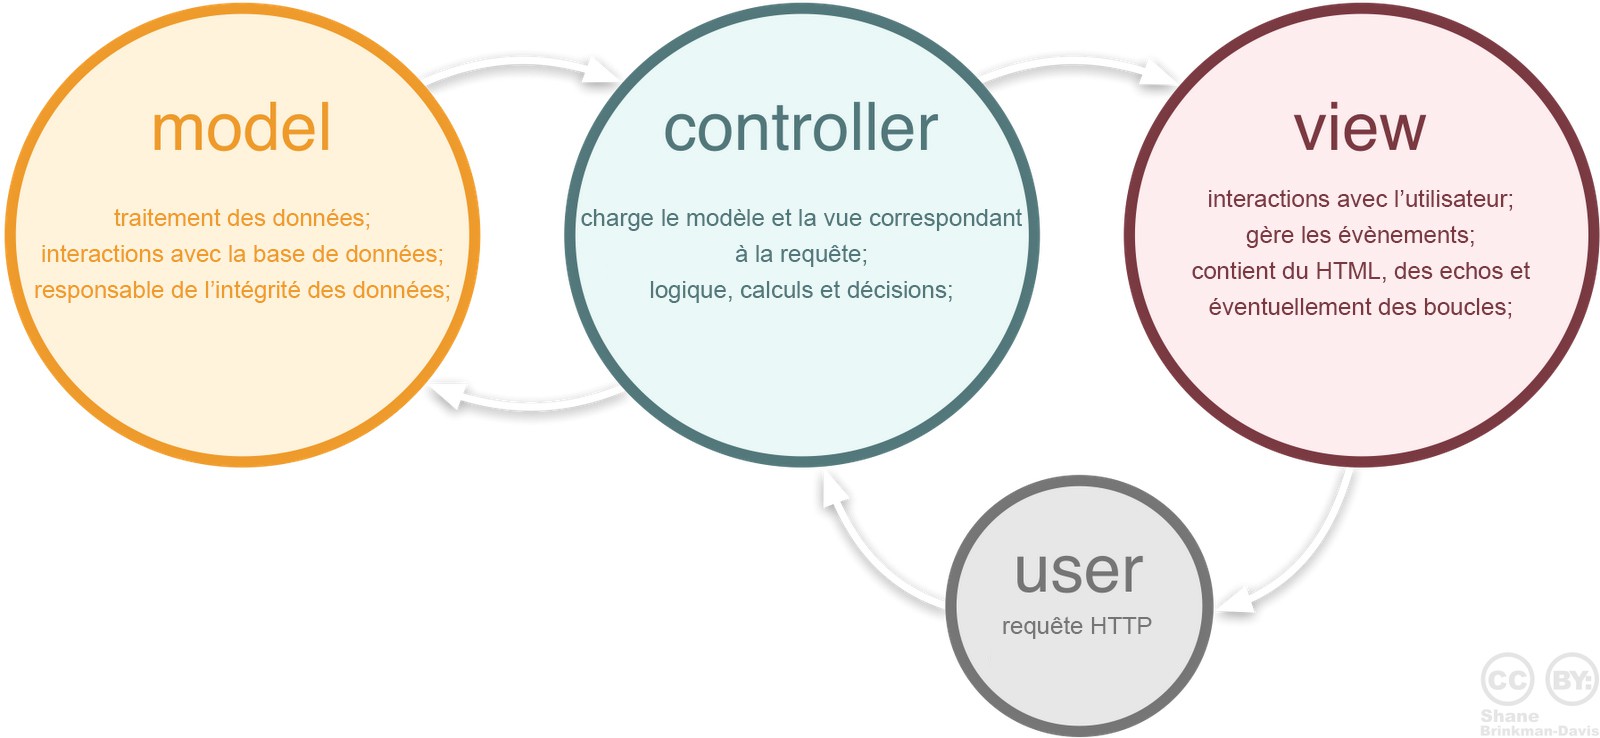 model
traitement des données;
interactions avec la base de données;
responsable de l’intégrité des données;
controller
charge le modèle et la vue correspondant
à la requête;
logique, calculs et décisions;
view
interactions avec l’utilisateur;
gère les évènements;
contient du HTML, des echos et
éventuellement des boucles;
user
requête HTTP
CC BY:
Shane
Brinkman-Davis